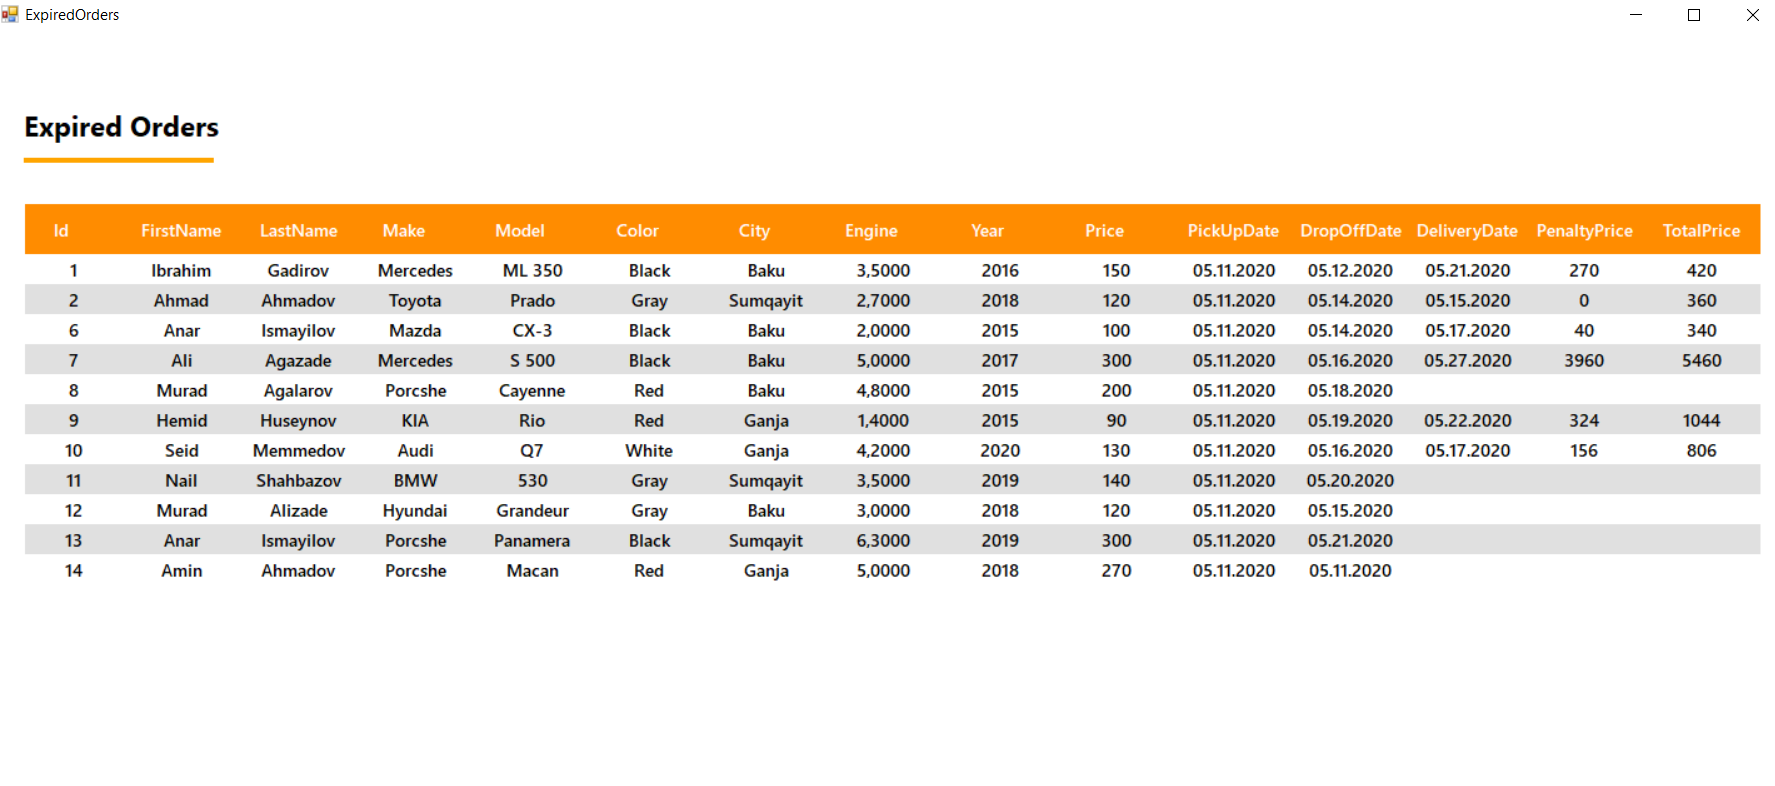 ExpiredOrders
Expired Orders
Id FirstName LastName Make Model Color City Engine Year Price PickUpDate DropOffDate DeliveryDate PenaltyPrice TotalPrice
1 Ibrahim Gadirov Mercedes ML 350 Black Baku 3,5000 2016 150 05.11.2020 05.12.2020 05.21.2020 270 420
2 Ahmad Ahmadov Toyota Prado Gray Sumqayit 2,7000 2018 120 05.11.2020 05.14.2020 05.15.2020 0 360
6 Anar Ismayilov Mazda CX-3 Black Baku 2,0000 2015 100 05.11.2020 05.14.2020 05.17.2020 40 340
7 Ali Agazade Mercedes S 500 Black Baku 5,0000 2017 300 05.11.2020 05.16.2020 05.27.2020 3960 5460
8 Murad Agalarov Porcshe Cayenne Red Baku 4,8000 2015 200 05.11.2020 05.18.2020
9 Hemid Huseynov KIA Rio Red Ganja 1,4000 2015 90 05.11.2020 05.19.2020 05.22.2020 324 1044
10 Seid Memmedov Audi Q7 White Ganja 4,2000 2020 130 05.11.2020 05.16.2020 05.17.2020 156 806
11 Nail Shahbazov BMW 530 Gray Sumqayit 3,5000 2019 140 05.11.2020 05.20.2020
12 Murad Alizade Hyundai Grandeur Gray Baku 3,0000 2018 120 05.11.2020 05.15.2020
13 Anar Ismayilov Porcshe Panamera Black Sumqayit 6,3000 2019 300 05.11.2020 05.21.2020
14 Amin Ahmadov Porcshe Macan Red Ganja 5,0000 2018 270 05.11.2020 05.11.2020